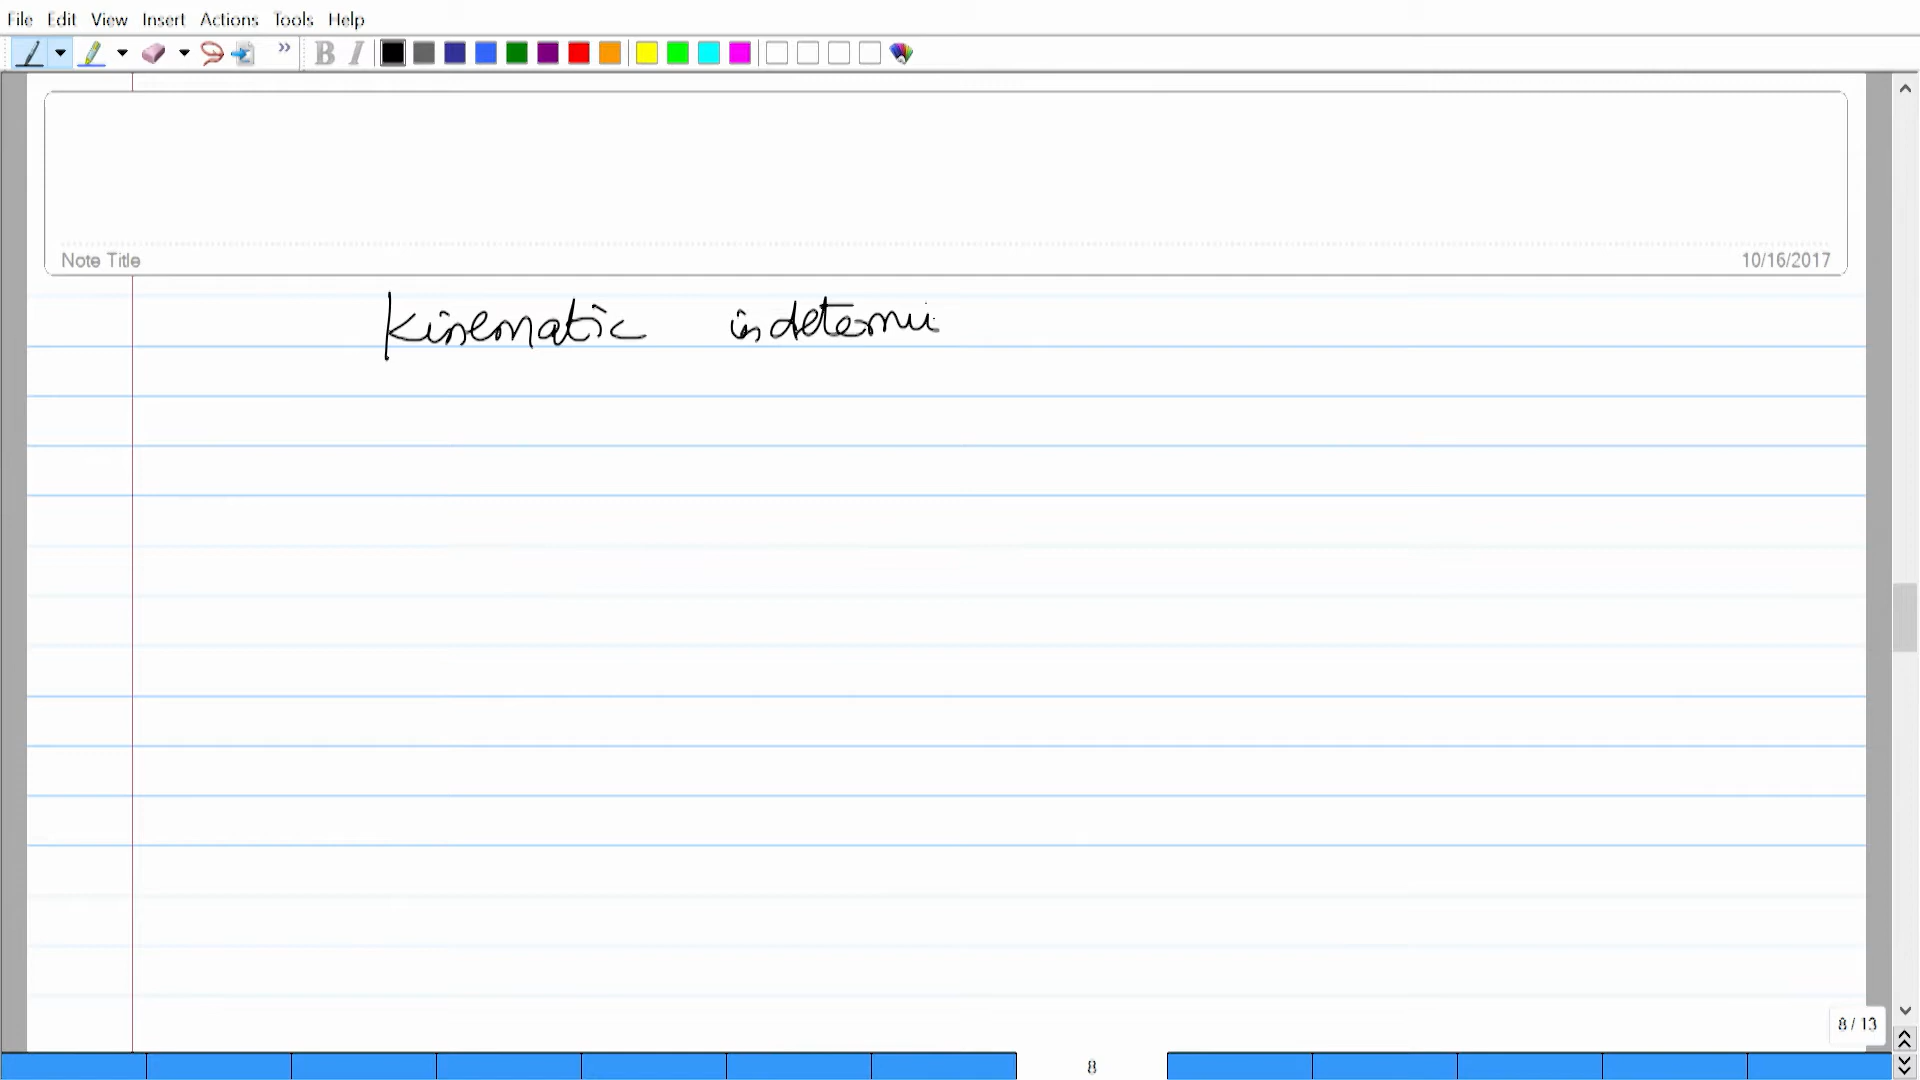 File Edit View Insert Actions Tools Help
B I
Note Title 10/16/2017
Kinematic indetermi
8 / 13
8